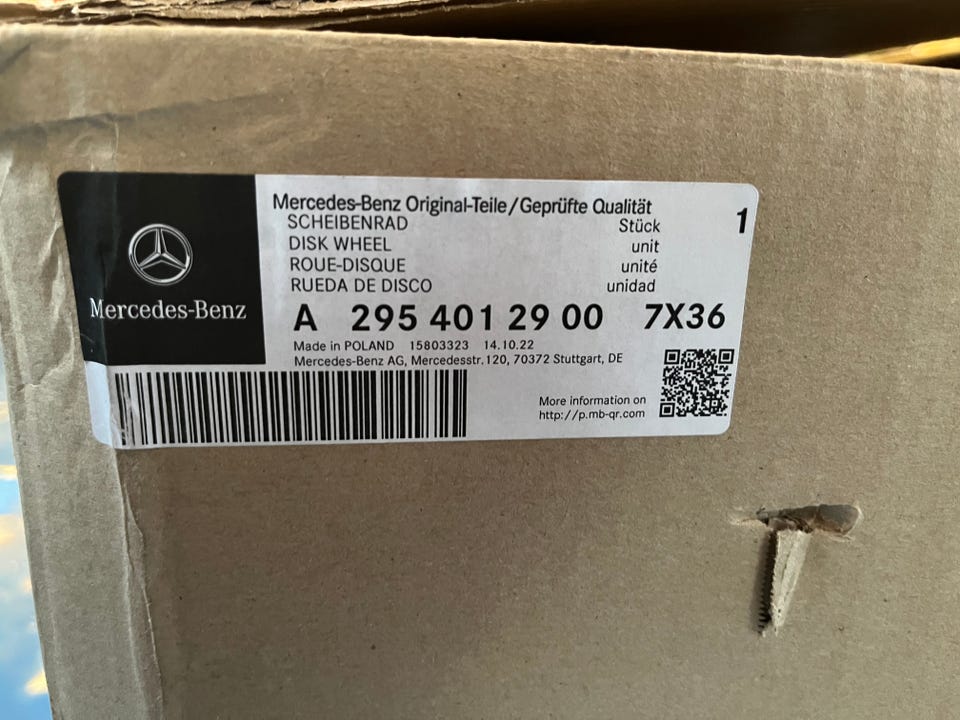 Mercedes-Benz
Mercedes-Benz Original-Teile/Geprüfte Qualität
SCHEIBENRAD Stück 1
DISK WHEEL unit
ROUE-DISQUE unité
RUEDA DE DISCO unidad
A 295 401 29 00 7X36
Made in POLAND 15803323 14.10.22
Mercedes-Benz AG, Mercedesstr. 120, 70372 Stuttgart, DE
More information on
http://p.mb-qr.com